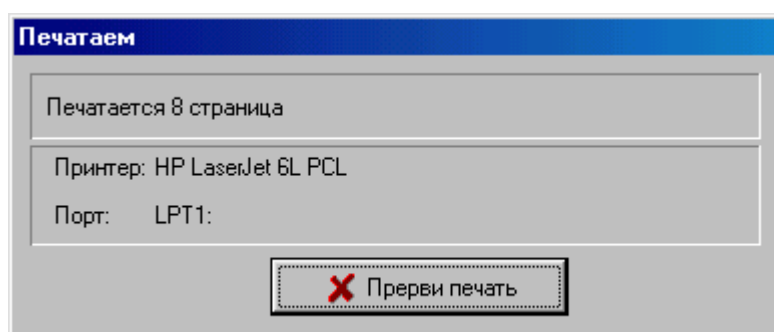 Печатаем
Печатается 8 страница
Принтер: HP LaserJet 6L PCL
Порт: LPT1:
Прерви печать